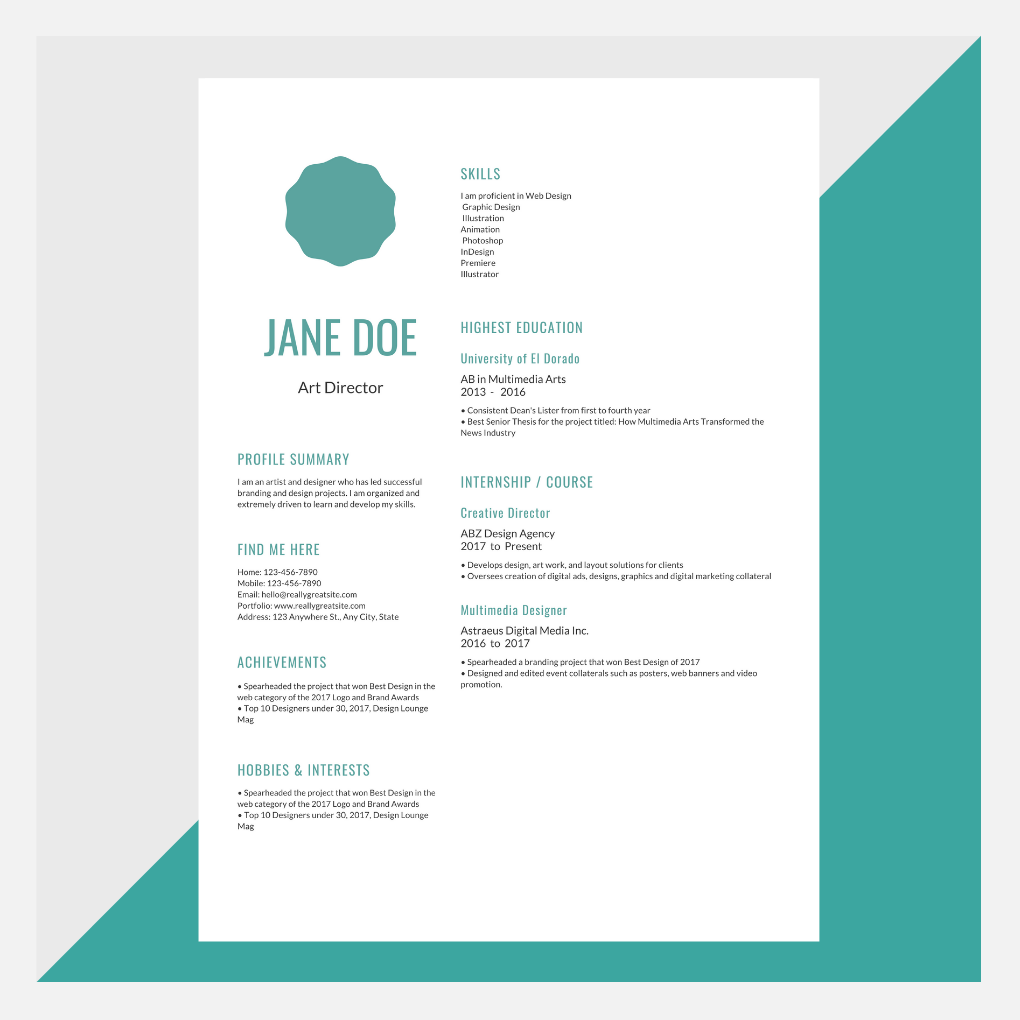 JANE DOE
Art Director
PROFILE SUMMARY
I am an artist and designer who has led successful
branding and design projects. I am organized and
extremely driven to learn and develop my skills.
FIND ME HERE
Home: 123-456-7890
Mobile: 123-456-7890
Email: hello@reallygreatsite.com
Portfolio: www.reallygreatsite.com
Address: 123 Anywhere St., Any City, State
ACHIEVEMENTS
• Spearheaded the project that won Best Design in the
web category of the 2017 Logo and Brand Awards
• Top 10 Designers under 30, 2017, Design Lounge
Mag
HOBBIES & INTERESTS
• Spearheaded the project that won Best Design in the
web category of the 2017 Logo and Brand Awards
• Top 10 Designers under 30, 2017, Design Lounge
Mag
SKILLS
I am proficient in Web Design
Graphic Design
Illustration
Animation
Photoshop
InDesign
Premiere
Illustrator
HIGHEST EDUCATION
University of El Dorado
AB in Multimedia Arts
2013 - 2016
• Consistent Dean's Lister from first to fourth year
• Best Senior Thesis for the project titled: How Multimedia Arts Transformed the
News Industry
INTERNSHIP / COURSE
Creative Director
ABZ Design Agency
2017 to Present
• Develops design, art work, and layout solutions for clients
• Oversees creation of digital ads, designs, graphics and digital marketing collateral
Multimedia Designer
Astraeus Digital Media Inc.
2016 to 2017
• Spearheaded a branding project that won Best Design of 2017
• Designed and edited event collaterals such as posters, web banners and video
promotion.